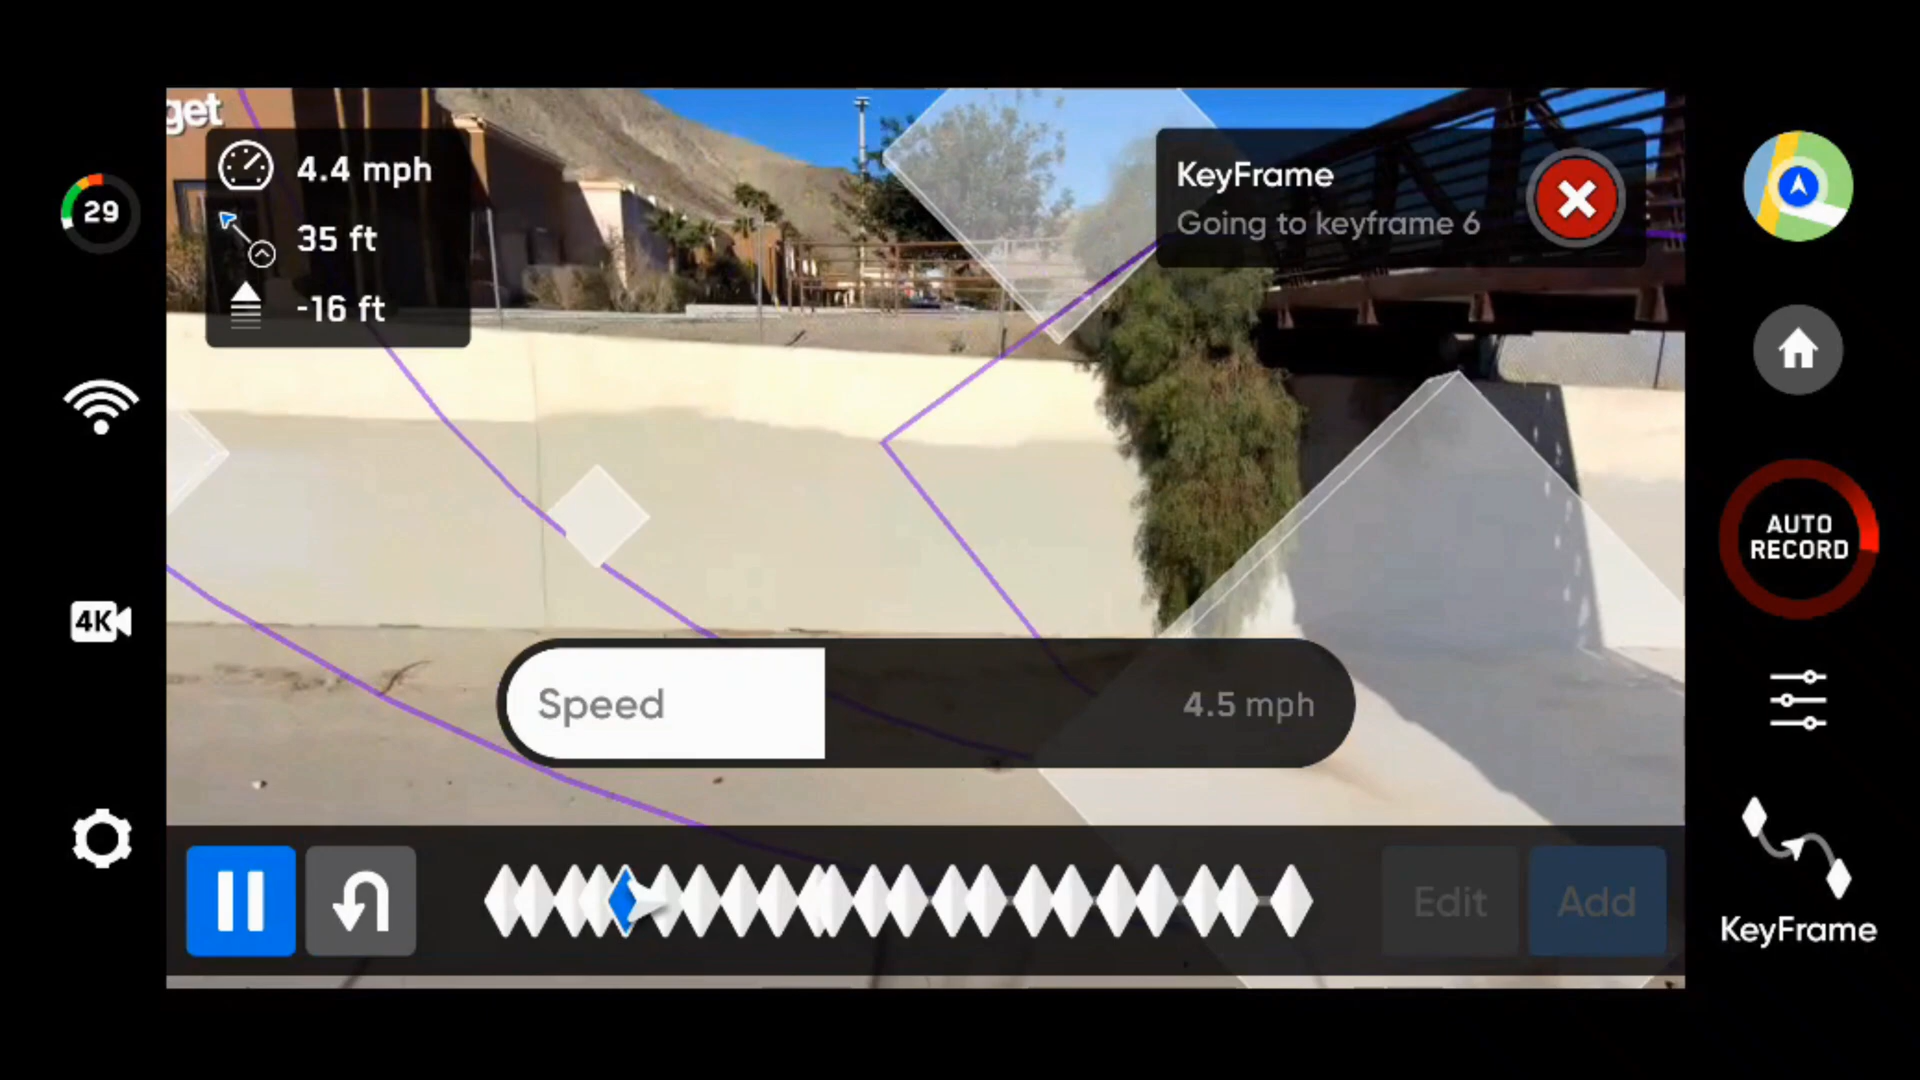 get
4.4 mph
35 ft
-16 ft
KeyFrame
Going to keyframe 6
29
4K
AUTO
RECORD
Speed
4.5 mph
Edit
Add
KeyFrame